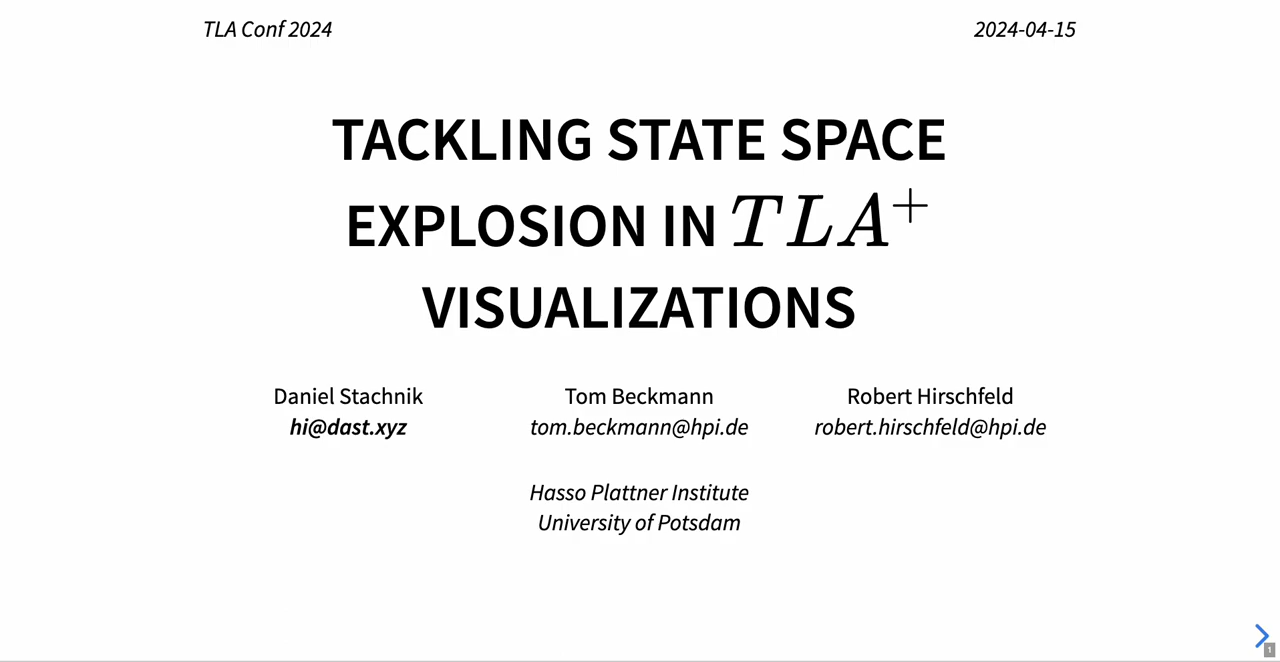 TLA Conf 2024 2024-04-15
TACKLING STATE SPACE
EXPLOSION IN TLA+
VISUALIZATIONS
Daniel Stachnik Tom Beckmann Robert Hirschfeld
hi@dast.xyz tom.beckmann@hpi.de robert.hirschfeld@hpi.de
Hasso Plattner Institute
University of Potsdam
1